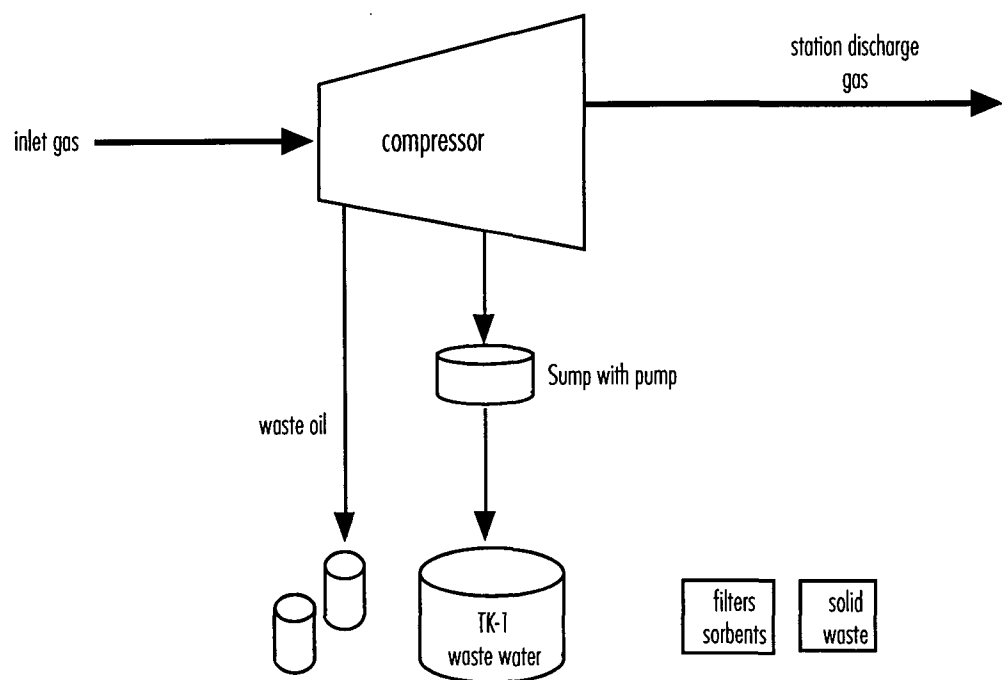 station discharge
gas
inlet gas
compressor
Sump with pump
waste oil
TK-1
waste water
filters
sorbents
solid
waste